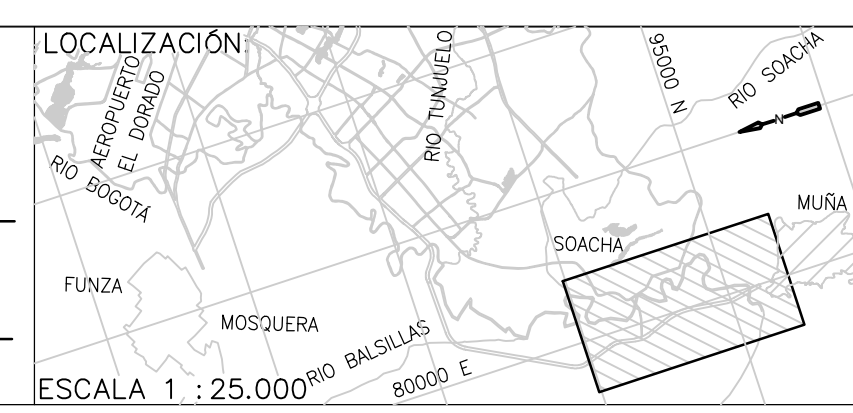 LOCALIZACIÓN:
AEROPUERTO
EL DORADO
RIO BOGOTÁ
RIO TUNJUELO
95000 N
RIO SOACHA
N
MUÑA
SOACHA
FUNZA
MOSQUERA
RIO BALSILLAS
80000 E
ESCALA 1 : 25.000